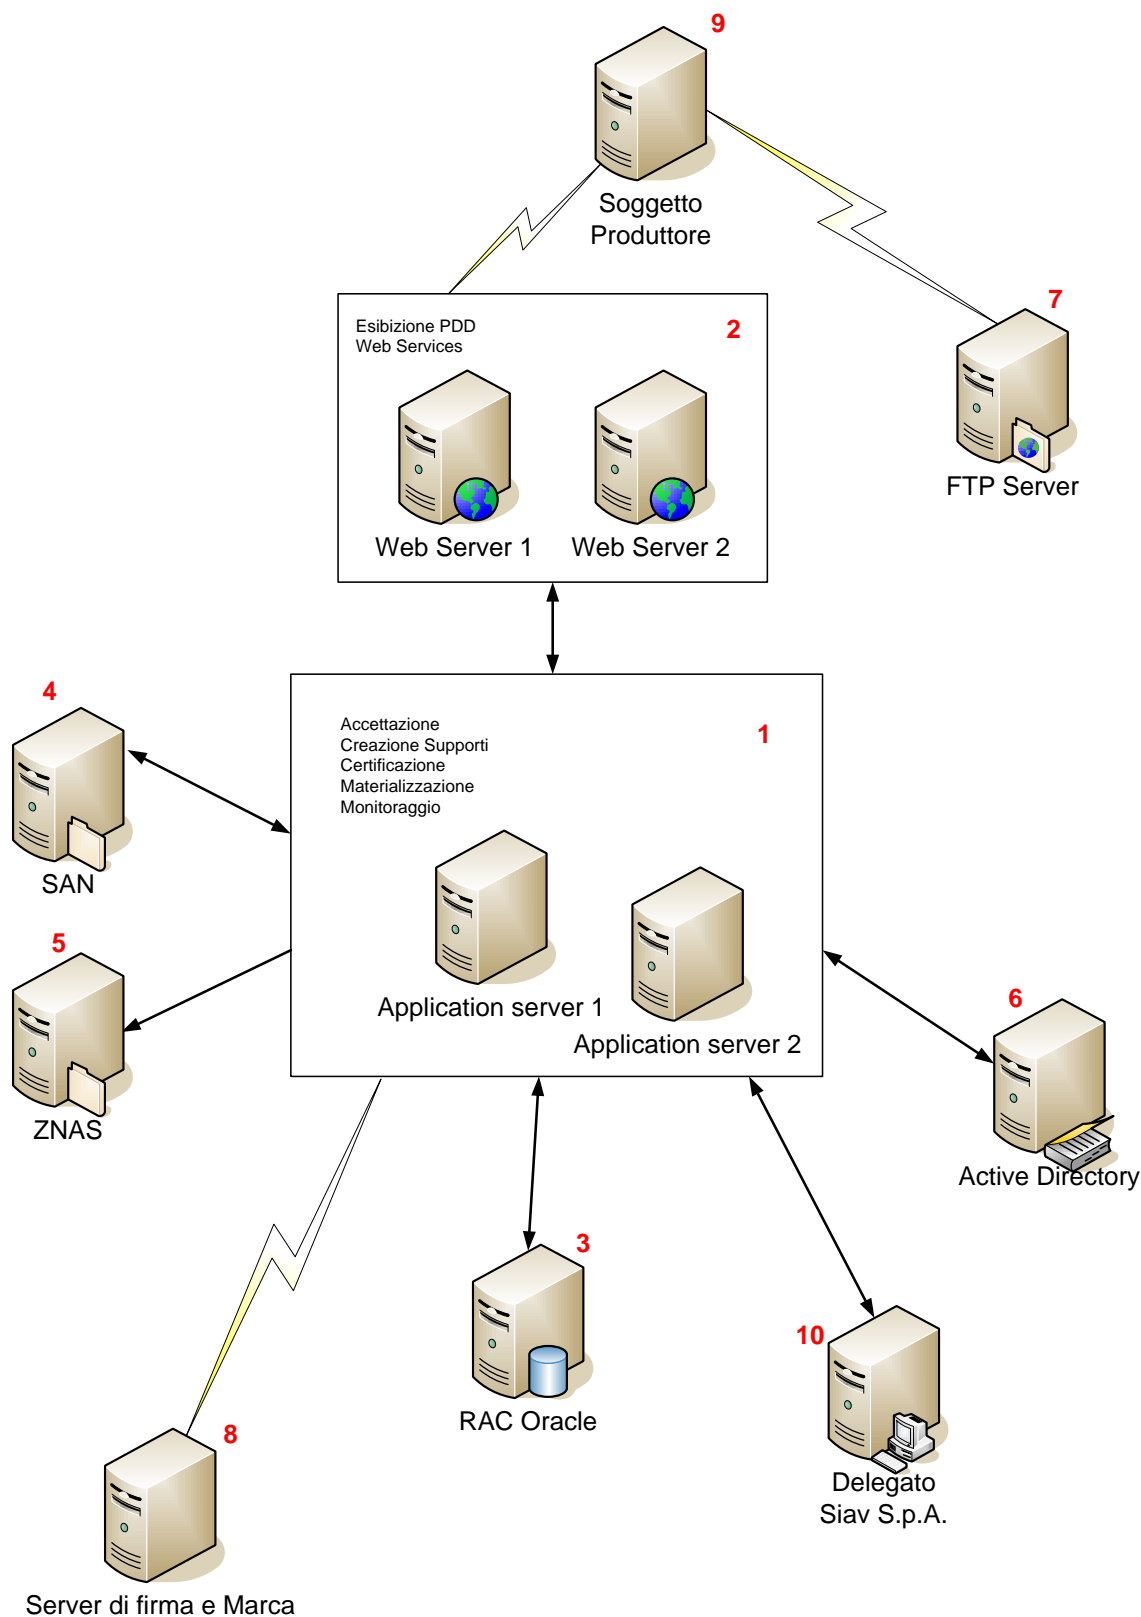 9
Soggetto
Produttore
7
FTP Server
2
Esibizione PDD
Web Services
Web Server 1
Web Server 2
4
SAN
1
Accettazione
Creazione Supporti
Certificazione
Materializzazione
Monitoraggio
Application server 1
Application server 2
5
ZNAS
6
Active Directory
3
RAC Oracle
10
Delegato
Siav S.p.A.
8
Server di firma e Marca